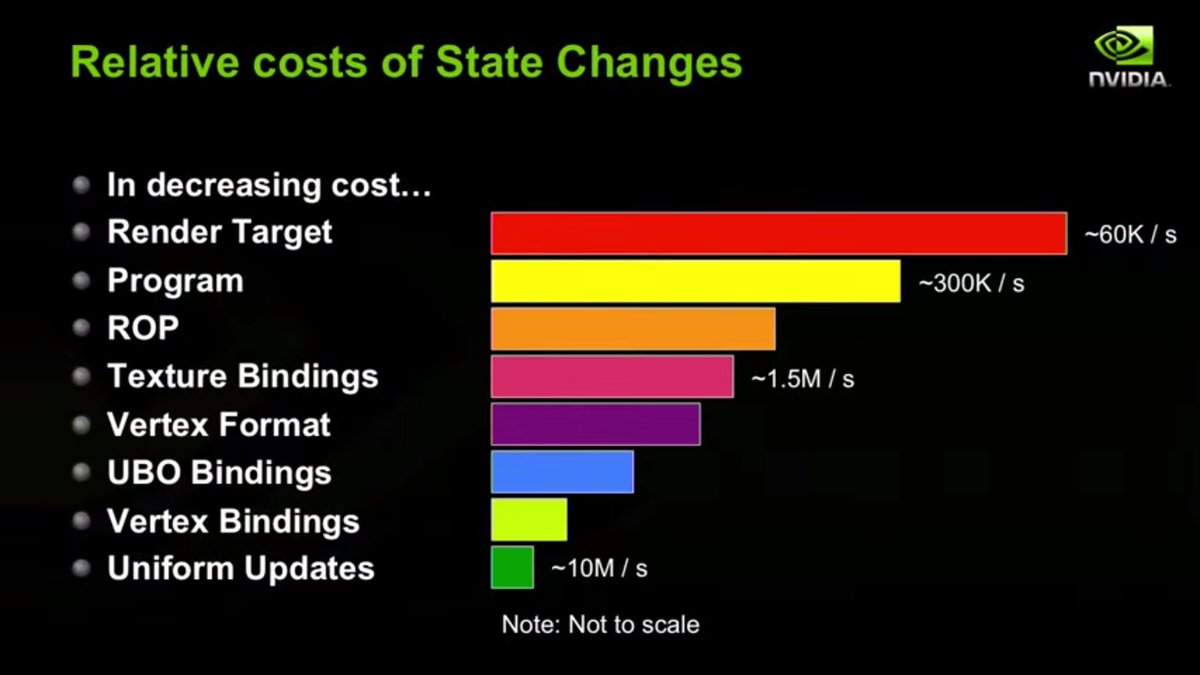 Relative costs of State Changes
NVIDIA.
In decreasing cost…
Render Target ~60K / s
Program ~300K / s
ROP
Texture Bindings ~1.5M / s
Vertex Format
UBO Bindings
Vertex Bindings
Uniform Updates ~10M / s
Note: Not to scale